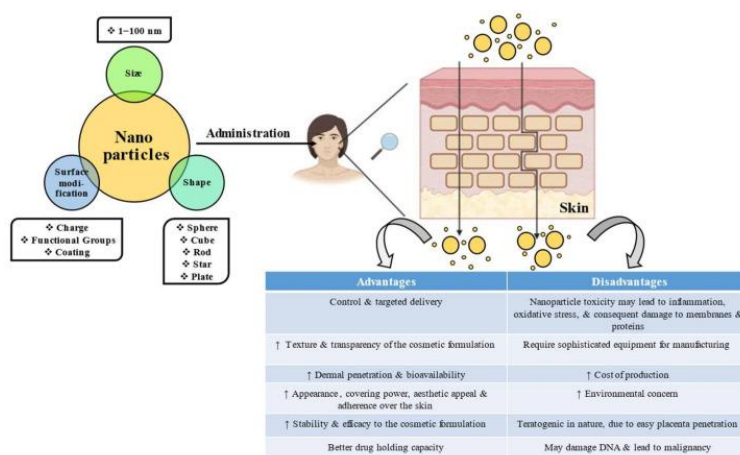 ❖ 1–100 nm
Size
Nano
particles
Surface
modi-
fication
Shape
❖ Charge
❖ Functional Groups
❖ Coating
❖ Sphere
❖ Cube
❖ Rod
❖ Star
❖ Plate
Administration
Skin
Advantages
Disadvantages
Control & targeted delivery
Nanoparticle toxicity may lead to inflammation,
oxidative stress, & consequent damage to membranes &
proteins
↑ Texture & transparency of the cosmetic formulation
Require sophisticated equipment for manufacturing
↑ Dermal penetration & bioavailability
↑ Cost of production
↑ Appearance, covering power, aesthetic appeal &
adherence over the skin
↑ Environmental concern
↑ Stability & efficacy to the cosmetic formulation
Teratogenic in nature, due to easy placenta penetration
Better drug holding capacity
May damage DNA & lead to malignancy